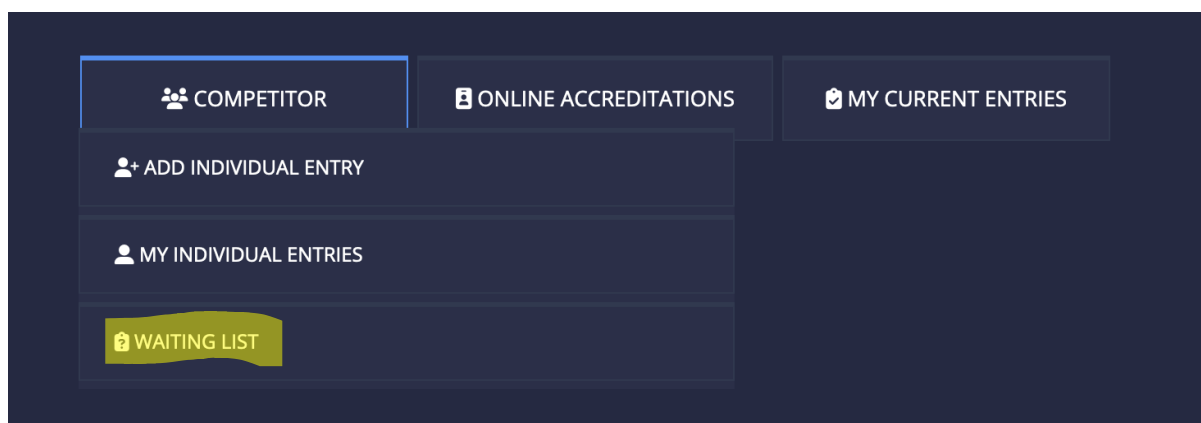 COMPETITOR
ONLINE ACCREDITATIONS
MY CURRENT ENTRIES
ADD INDIVIDUAL ENTRY
MY INDIVIDUAL ENTRIES
WAITING LIST